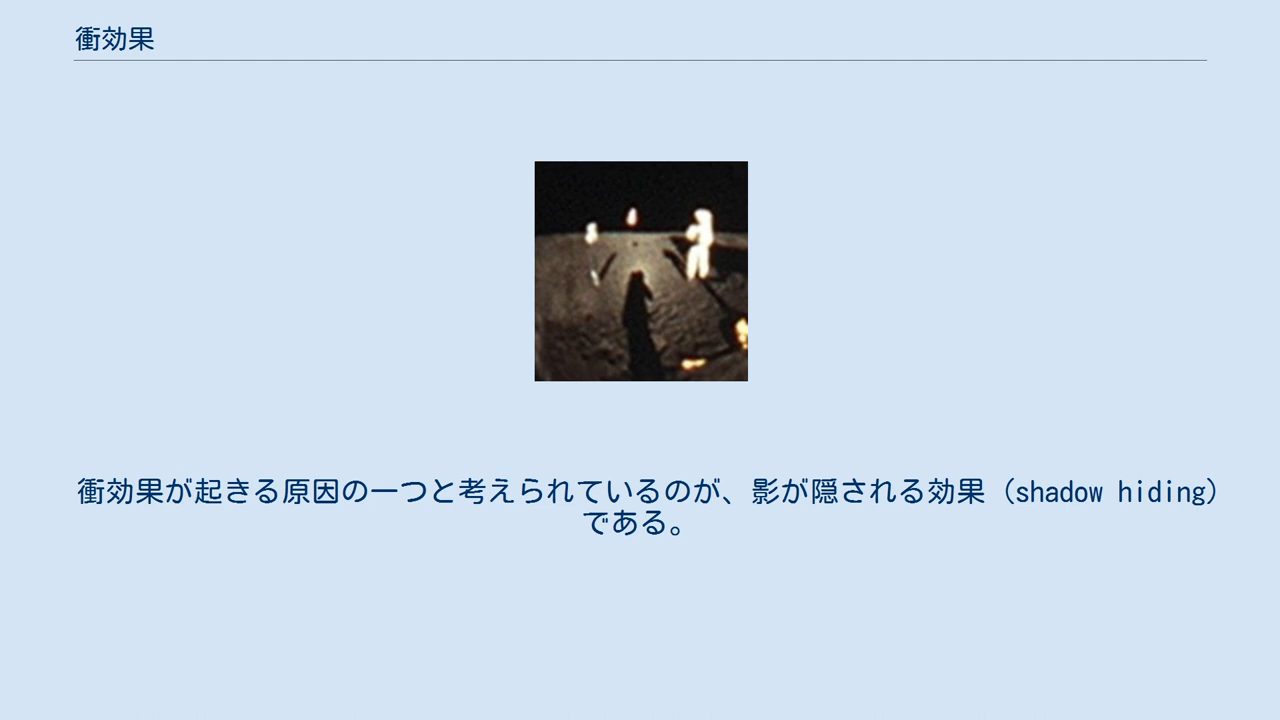 衝効果
衝効果が起きる原因の一つと考えられているのが、影が隠される効果（shadow hiding）
である。